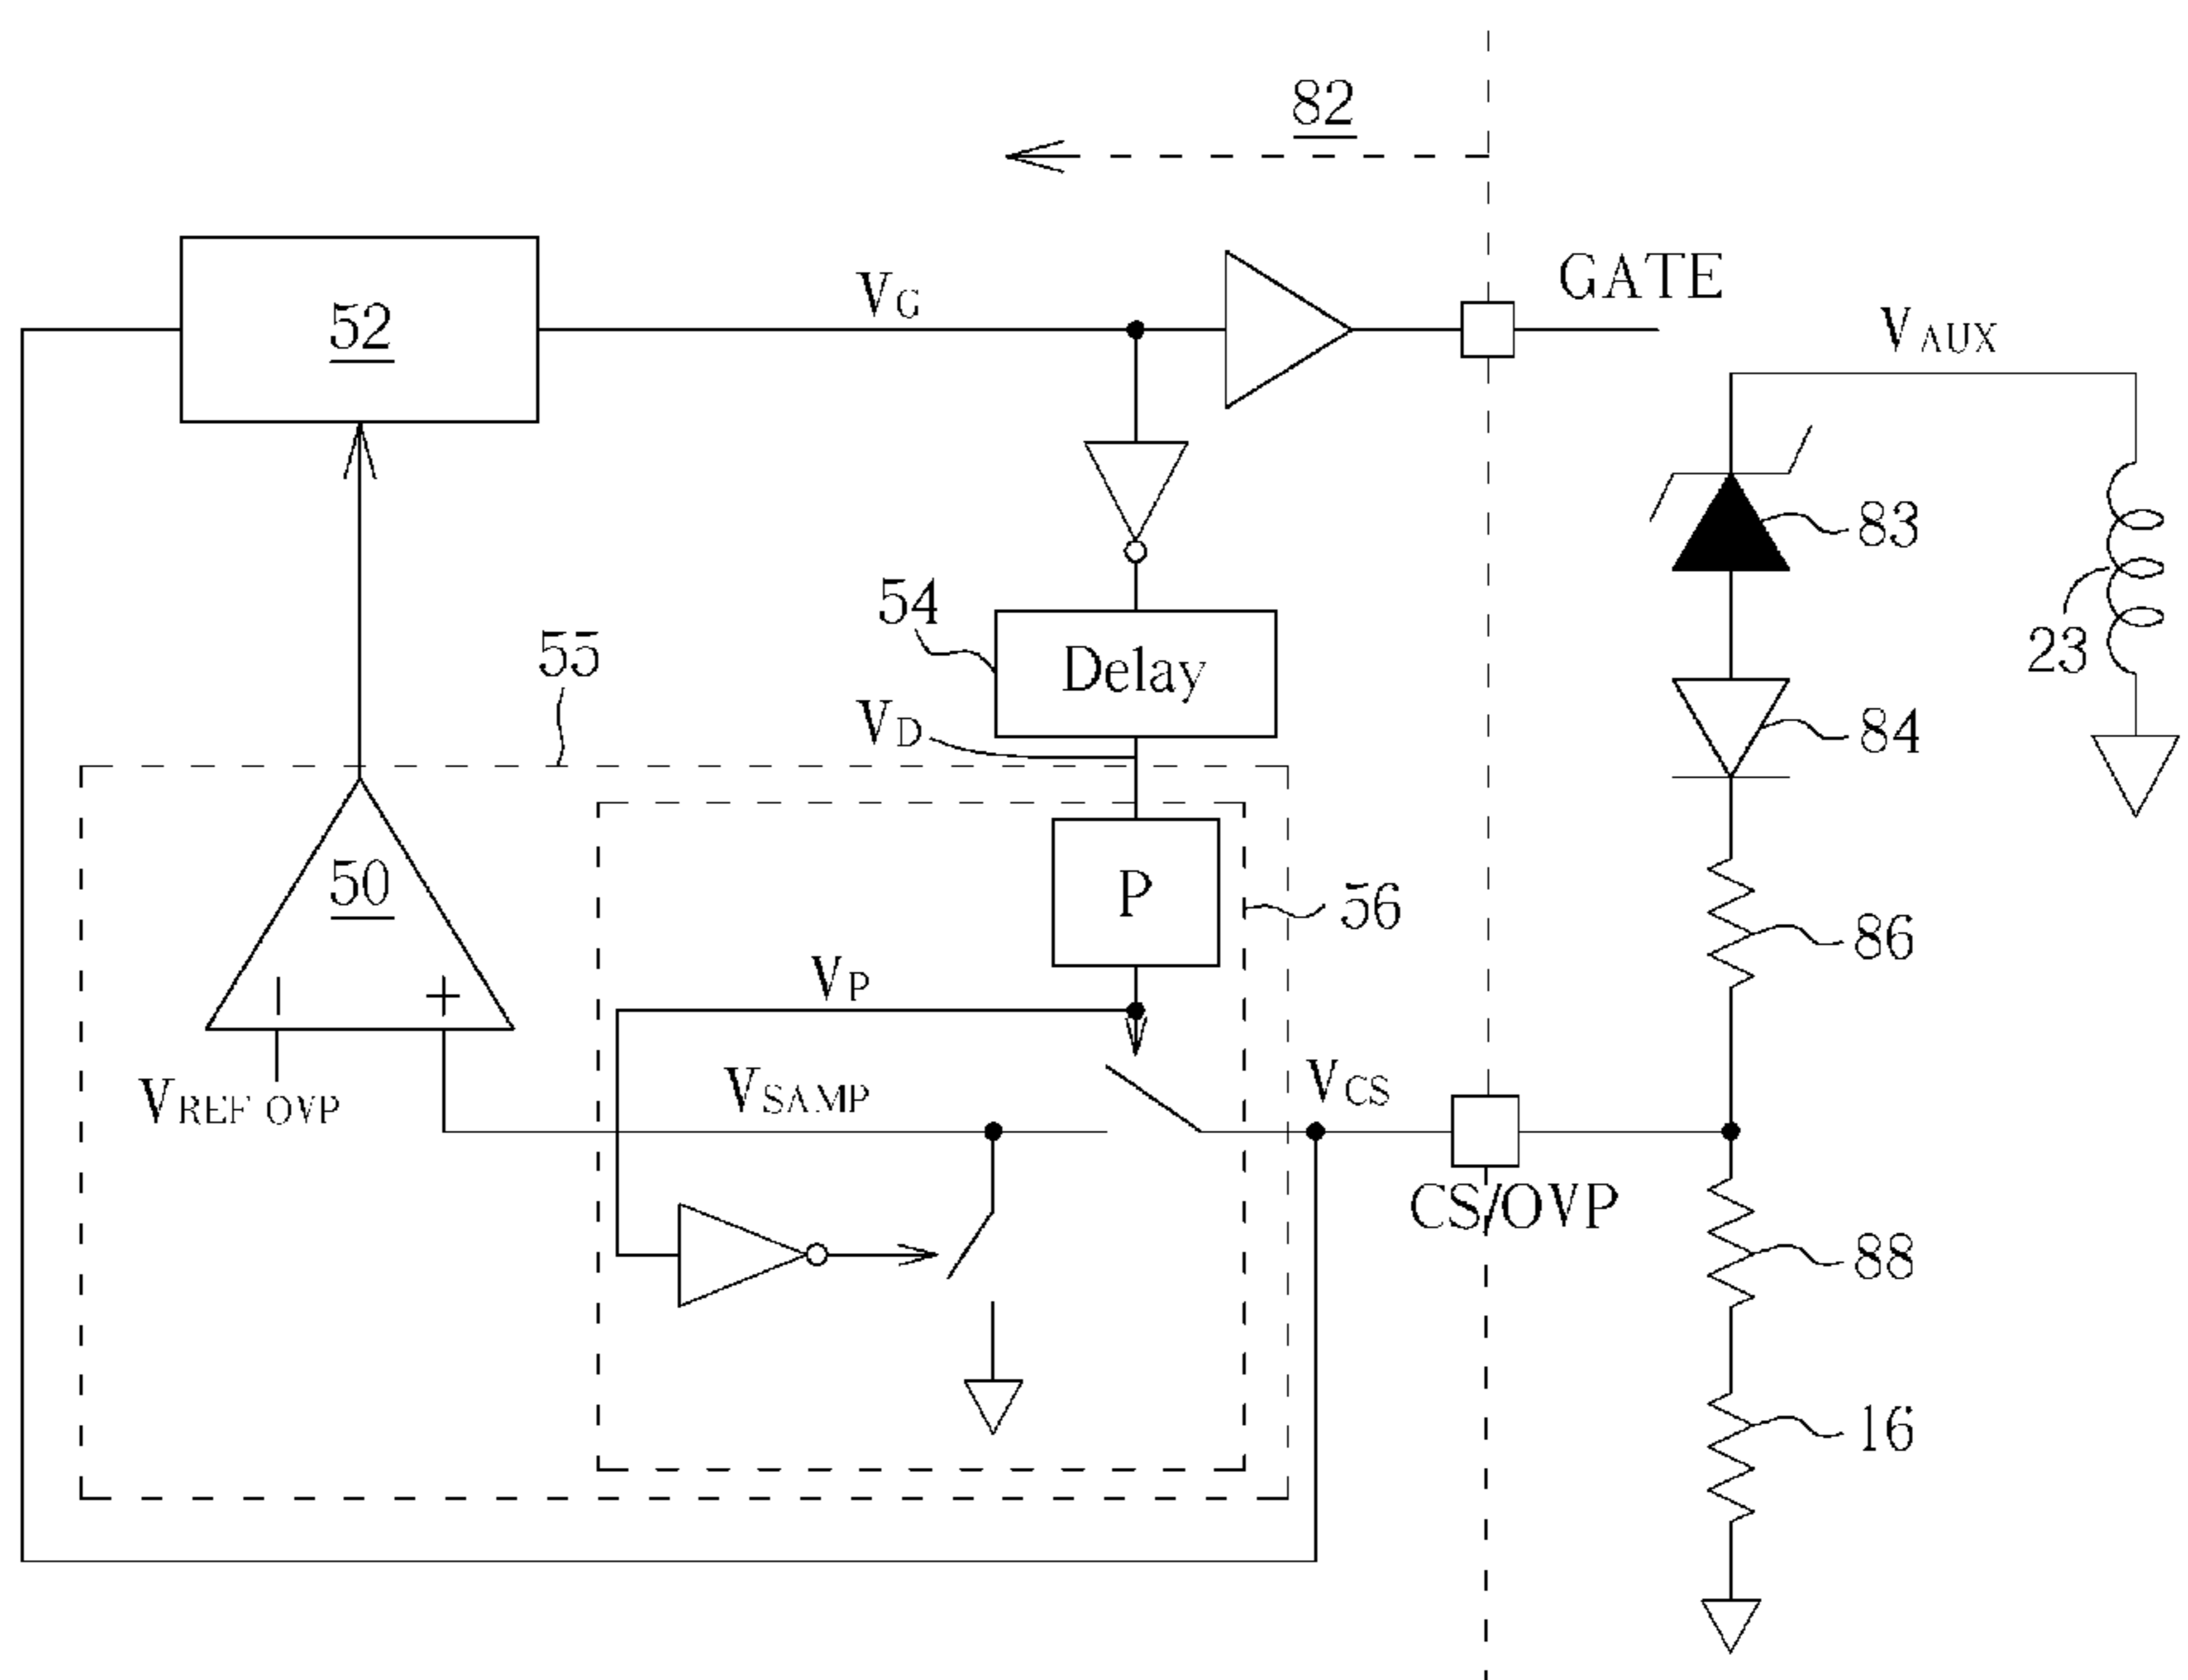 82
GATE
VG
52
VAUX
83
54
55
Delay
23
VD
84
50
P
56
86
VP
VCS
VSAMP
VREF OVP
CS/OVP
88
16